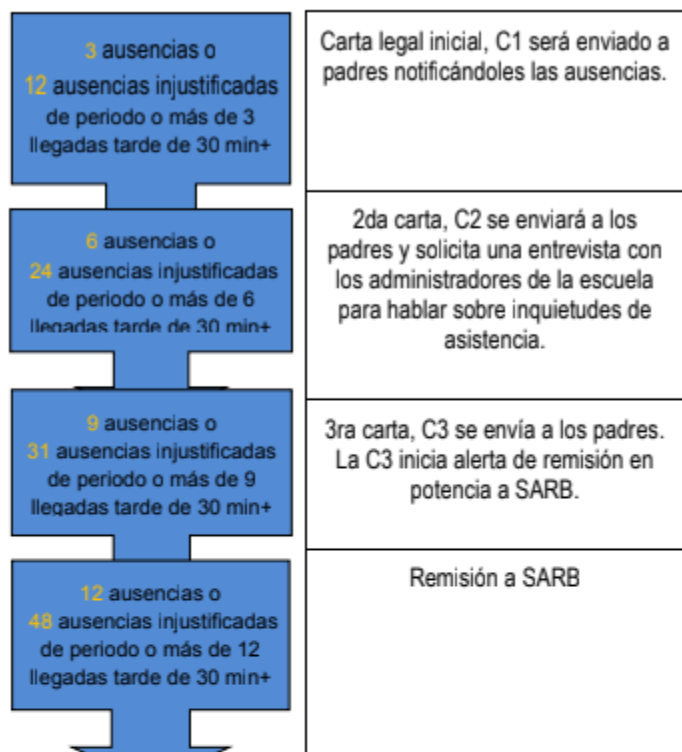 3 ausencias o
12 ausencias injustificadas
de periodo o más de 3
llegadas tarde de 30 min+
Carta legal inicial, C1 será enviado a
padres notificándoles las ausencias.
6 ausencias o
24 ausencias injustificadas
de periodo o más de 6
llegadas tarde de 30 min+
2da carta, C2 se enviará a los
padres y solicita una entrevista con
los administradores de la escuela
para hablar sobre inquietudes de
asistencia.
9 ausencias o
31 ausencias injustificadas
de periodo o más de 9
llegadas tarde de 30 min+
3ra carta, C3 se envía a los padres.
La C3 inicia alerta de remisión en
potencia a SARB.
12 ausencias o
48 ausencias injustificadas
de periodo o más de 12
llegadas tarde de 30 min+
Remisión a SARB